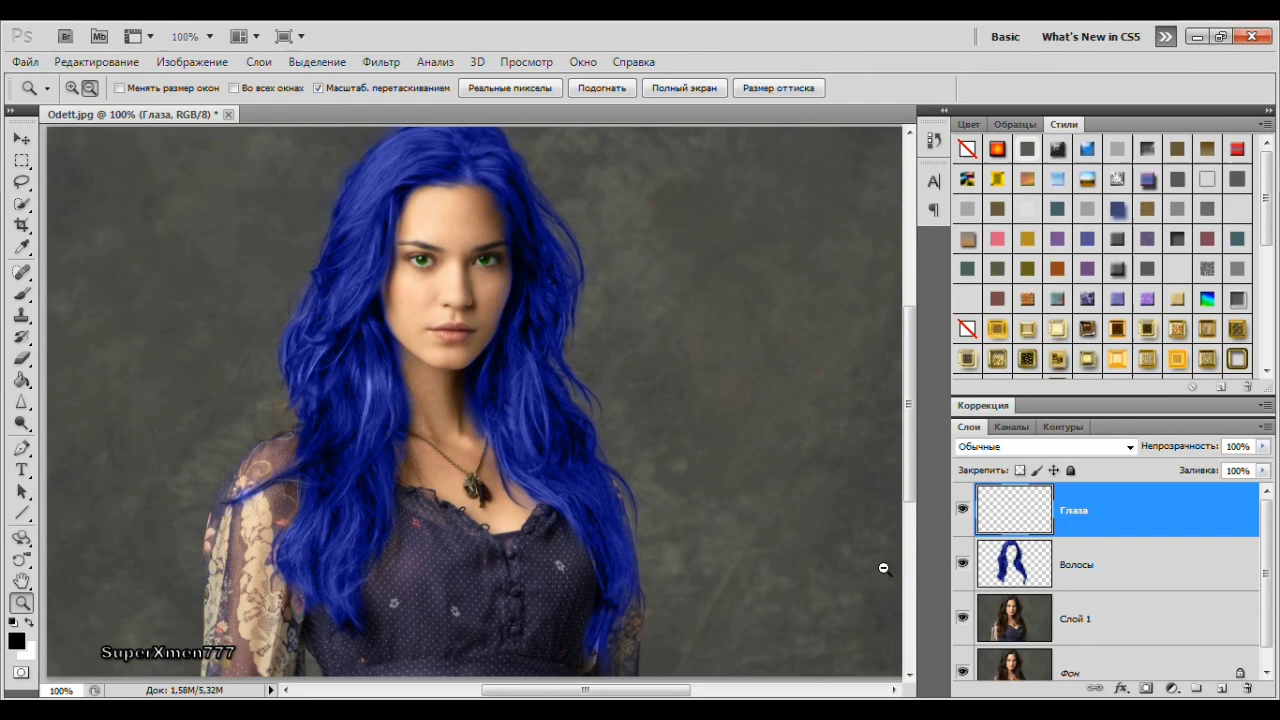 Ps Br Mb 100% Basic What's New in CS5
Файл Редактирование Изображение Слои Выделение Фильтр Анализ 3D Просмотр Окно Справка
Менять размер окон Во всех окнах Масштаб. перетаскиванием Реальные пикселы Подогнать Полный экран Размер оттиска
Odett.jpg @ 100% (Глаза, RGB/8) *
Цвет Образцы Стили
Коррекция
Слои Каналы Контуры
Обычные Непрозрачность: 100%
Закрепить: Заливка: 100%
Глаза
Волосы
Слой 1
Фон
SuperXmen777
100% Док: 1,58M/5,32M